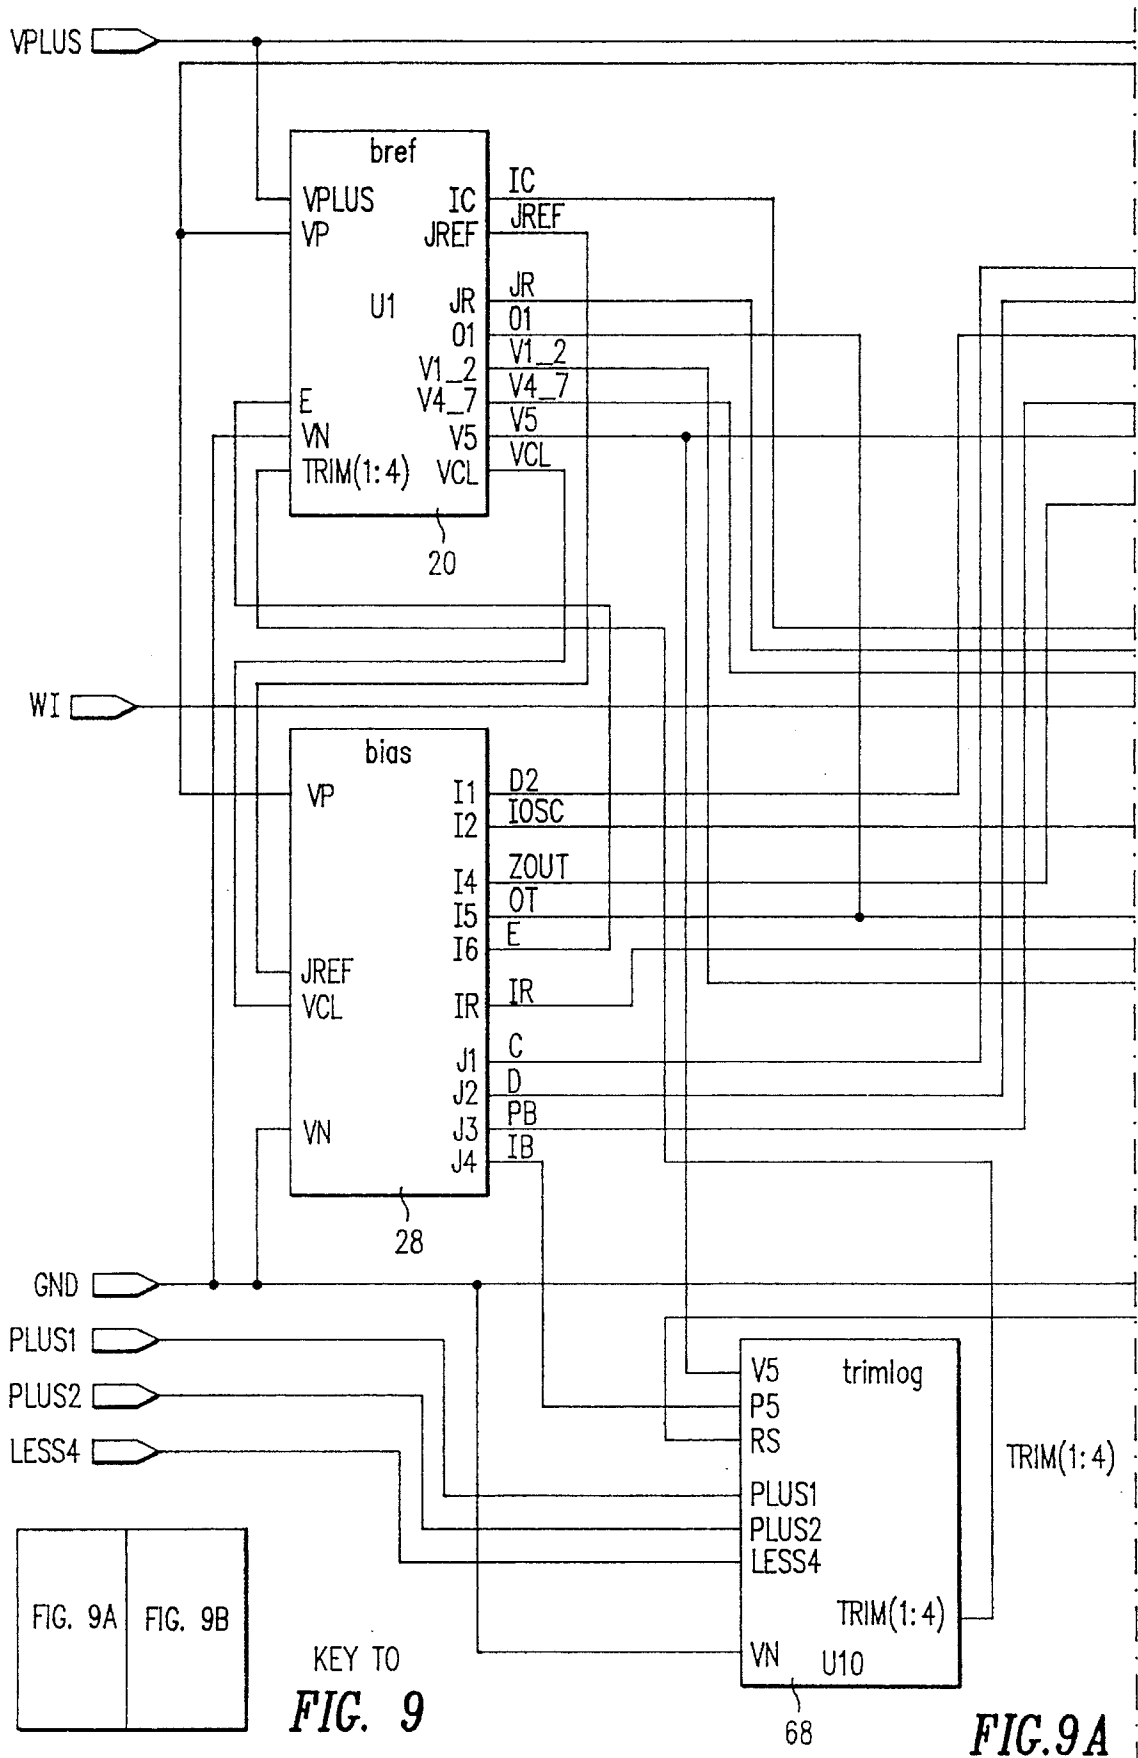 VPLUS
bref
VPLUS
VP
U1
E
VN
TRIM(1:4)
IC
JREF
JR
O1
V1_2
V4_7
V5
VCL
IC
JREF
JR
O1
V1_2
V4_7
V5
VCL
20
WI
bias
VP
JREF
VCL
VN
I1
I2
I4
I5
I6
IR
J1
J2
J3
J4
D2
IOSC
ZOUT
OT
E
IR
C
D
PB
IB
28
GND
PLUS1
PLUS2
LESS4
trimlog
V5
P5
RS
PLUS1
PLUS2
LESS4
TRIM(1:4)
VN
U10
TRIM(1:4)
68
FIG. 9A
FIG. 9B
KEY TO
FIG. 9
FIG.9A